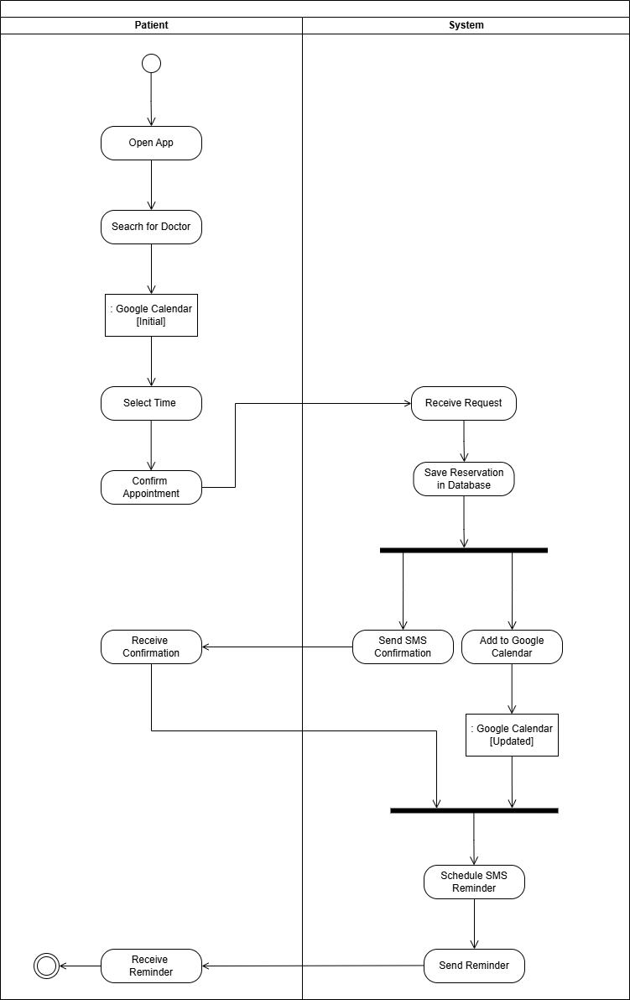 Patient
System
Open App
Seacrh for Doctor
: Google Calendar
[Initial]
Select Time
Receive Request
Confirm
Appointment
Save Reservation
in Database
Receive
Confirmation
Send SMS
Confirmation
Add to Google
Calendar
: Google Calendar
[Updated]
Schedule SMS
Reminder
Receive
Reminder
Send Reminder